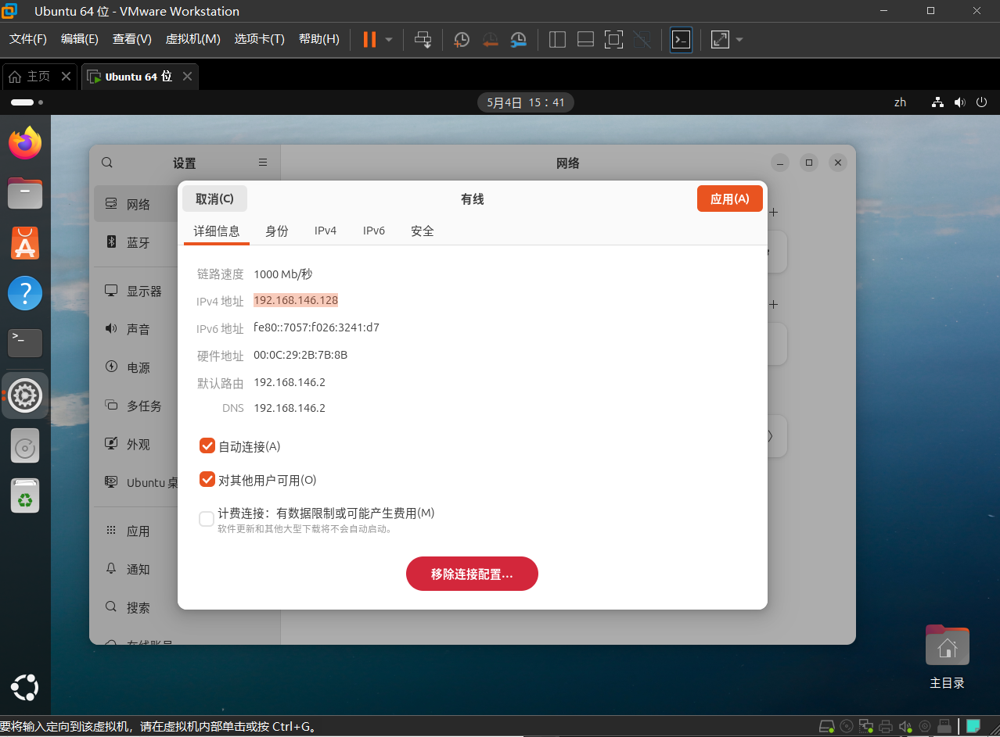 Ubuntu 64 位 - VMware Workstation
文件(F) 编辑(E) 查看(V) 虚拟机(M) 选项卡(T) 帮助(H)
主页 Ubuntu 64 位
5月4日 15：41 zh
设置 网络
取消(C) 有线 应用(A)
详细信息 身份 IPv4 IPv6 安全
链路速度 1000 Mb/秒
IPv4 地址 192.168.146.128
IPv6 地址 fe80::7057:f026:3241:d7
硬件地址 00:0C:29:2B:7B:8B
默认路由 192.168.146.2
DNS 192.168.146.2
自动连接(A)
对其他用户可用(O)
计费连接：有数据限制或可能产生费用(M)
软件更新和其他大型下载将不会自动启动。
移除连接配置…
网络
蓝牙
显示器
声音
电源
多任务
外观
Ubuntu 桌
应用
通知
搜索
在线账号
主目录
要将输入定向到该虚拟机，请在虚拟机内部单击或按 Ctrl+G。